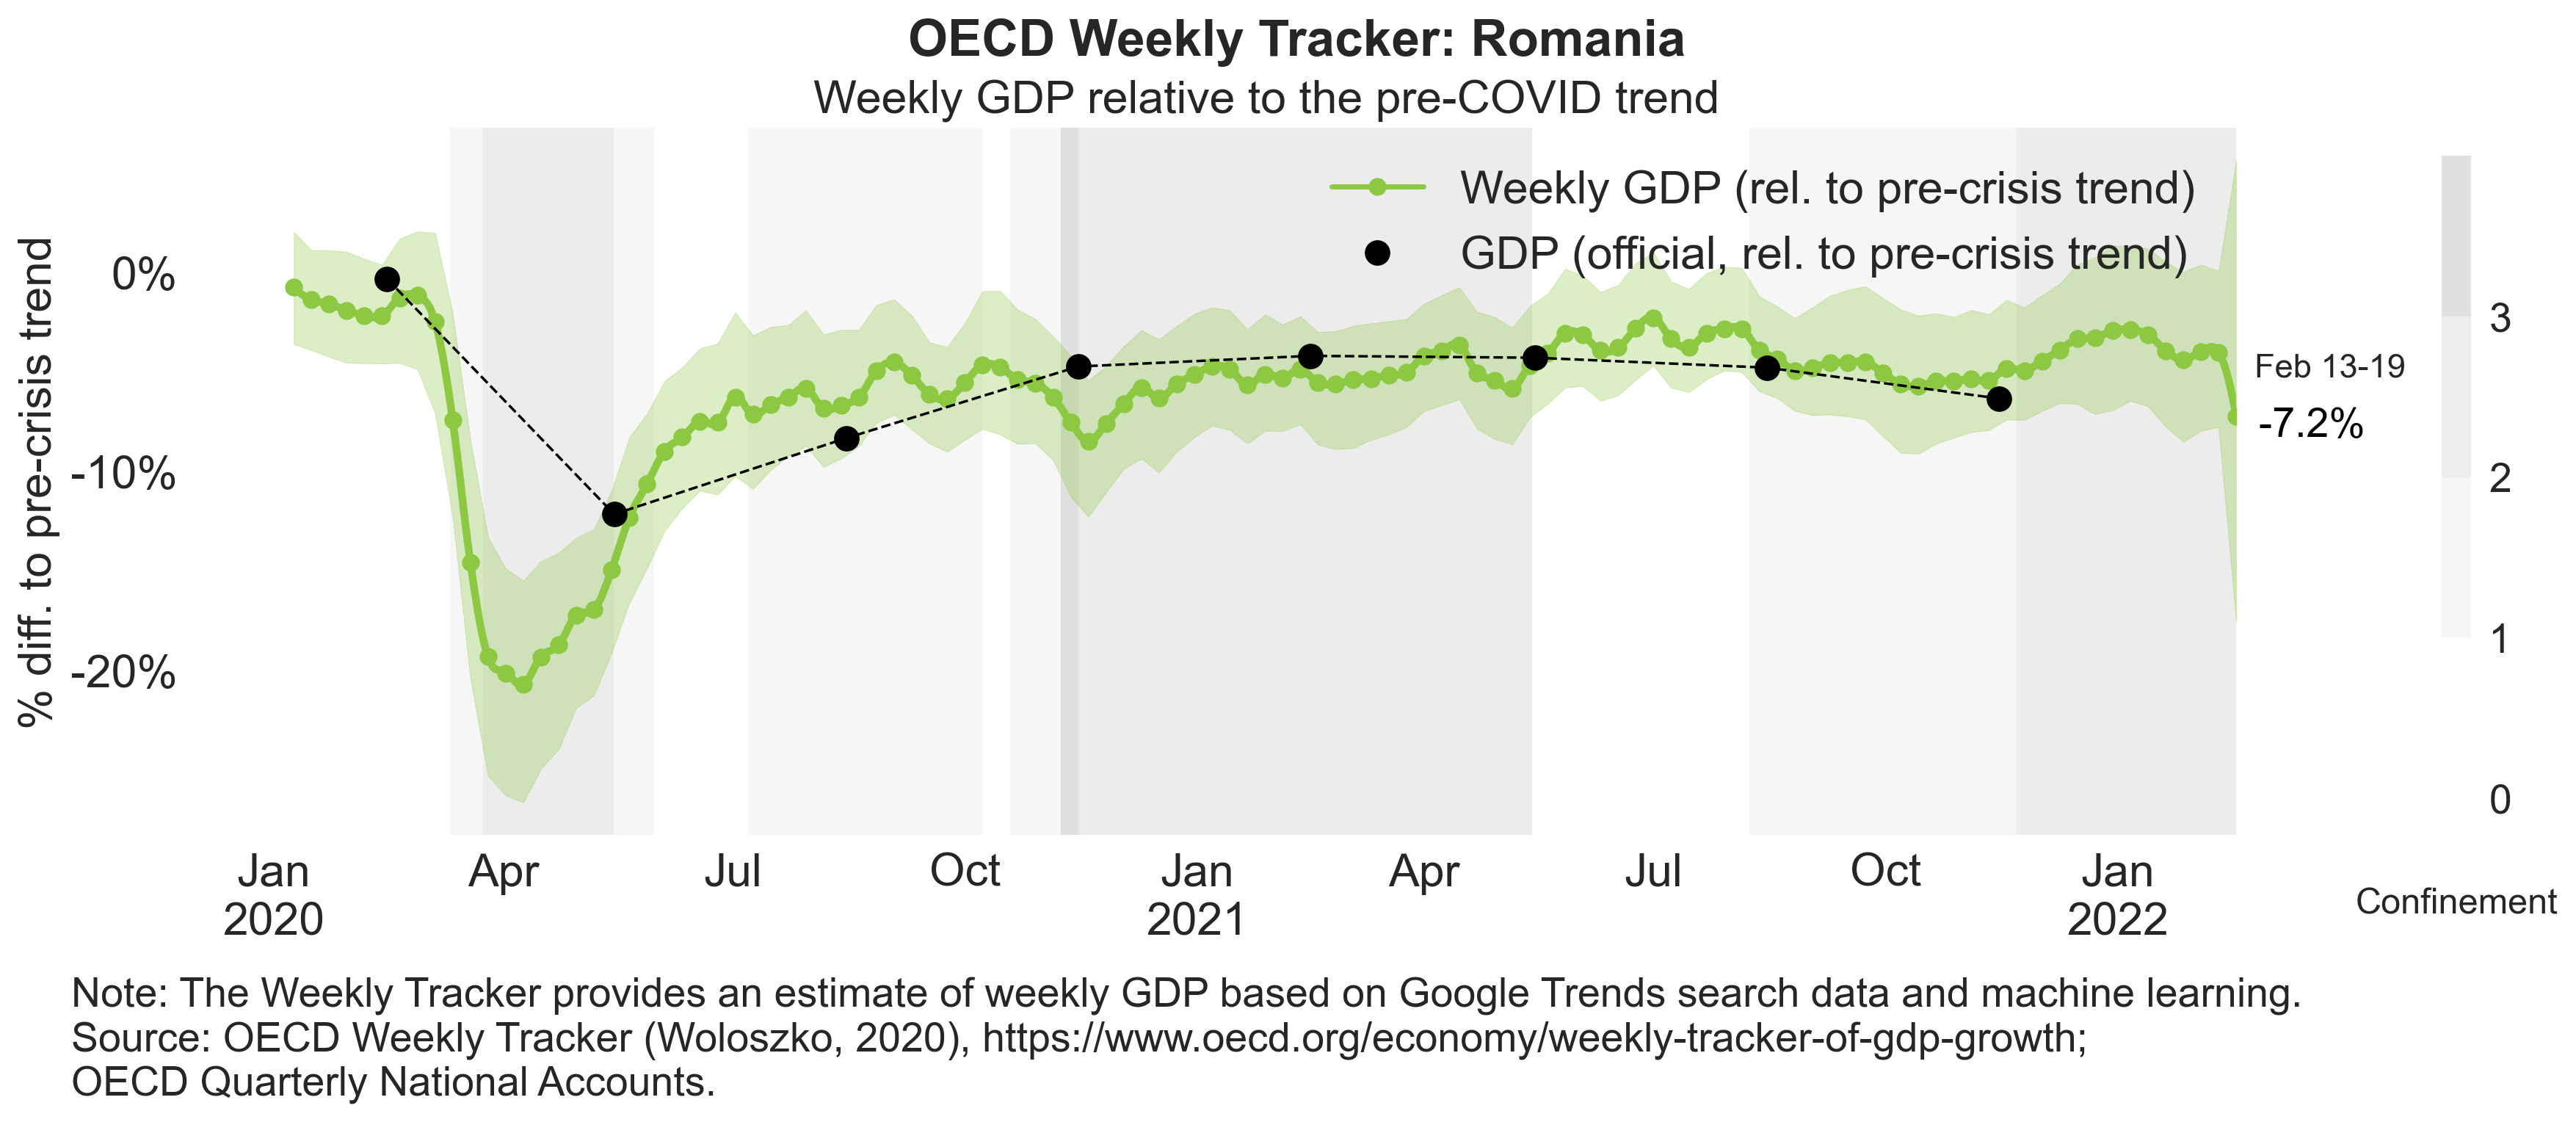 OECD Weekly Tracker: Romania
Weekly GDP relative to the pre-COVID trend
% diff. to pre-crisis trend
0%
-10%
-20%
Weekly GDP (rel. to pre-crisis trend)
GDP (official, rel. to pre-crisis trend)
Feb 13-19
-7.2%
3
2
1
0
Confinement
Jan Apr Jul Oct Jan Apr Jul Oct Jan
2020 2021 2022
Note: The Weekly Tracker provides an estimate of weekly GDP based on Google Trends search data and machine learning.
Source: OECD Weekly Tracker (Woloszko, 2020), https://www.oecd.org/economy/weekly-tracker-of-gdp-growth;
OECD Quarterly National Accounts.